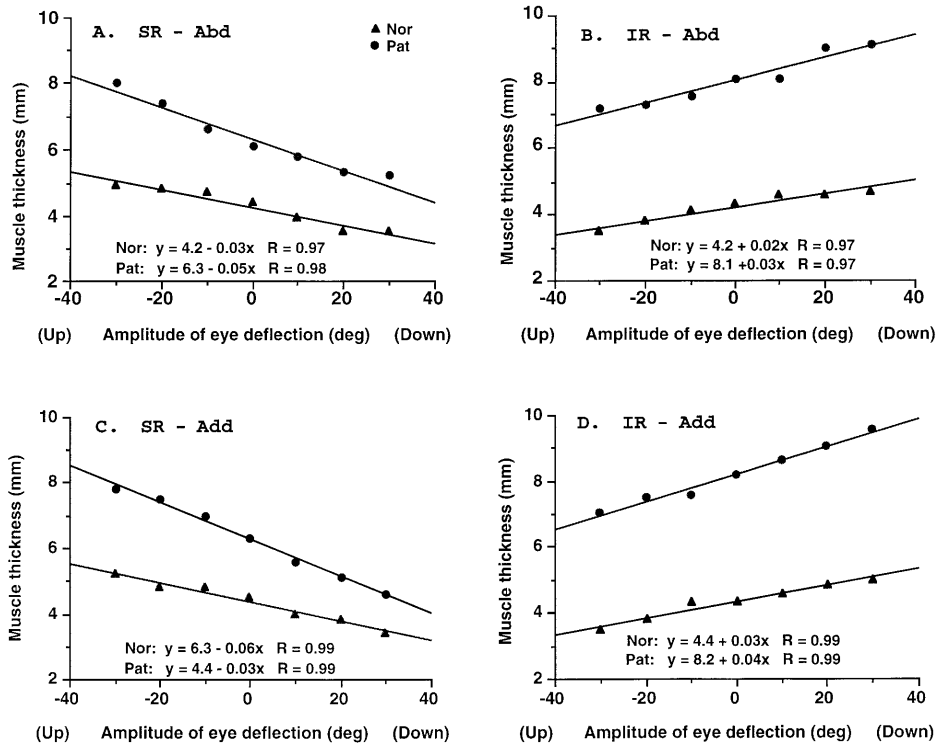 A. SR - Abd
▲ Nor
● Pat
10
8
6
4
2
Muscle thickness (mm)
Nor: y = 4.2 - 0.03x R = 0.97
Pat: y = 6.3 - 0.05x R = 0.98
-40 -20 0 20 40
(Up) Amplitude of eye deflection (deg) (Down)
B. IR - Abd
10
8
6
4
2
Muscle thickness (mm)
Nor: y = 4.2 + 0.02x R = 0.97
Pat: y = 8.1 +0.03x R = 0.97
-40 -20 0 20 40
(Up) Amplitude of eye deflection (deg) (Down)
C. SR - Add
10
8
6
4
2
Muscle thickness (mm)
Nor: y = 6.3 - 0.06x R = 0.99
Pat: y = 4.4 - 0.03x R = 0.99
-40 -20 0 20 40
(Up) Amplitude of eye deflection (deg) (Down)
D. IR - Add
10
8
6
4
2
Muscle thickness (mm)
Nor: y = 4.4 + 0.03x R = 0.99
Pat: y = 8.2 + 0.04x R = 0.99
-40 -20 0 20 40
(Up) Amplitude of eye deflection (deg) (Down)